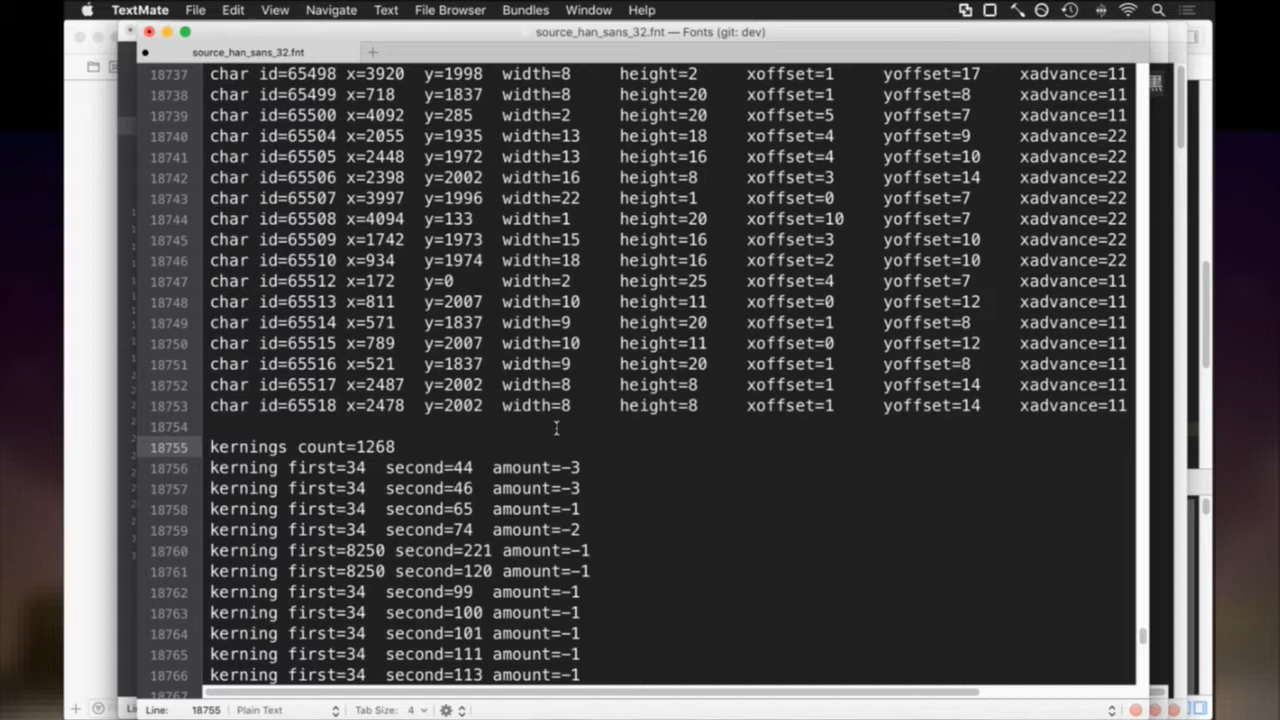 TextMate File Edit View Navigate Text File Browser Bundles Window Help
source_han_sans_32.fnt — Fonts (git: dev)
source_han_sans_32.fnt
18737 char id=65498 x=3920 y=1998 width=8 height=2 xoffset=1 yoffset=17 xadvance=11
18738 char id=65499 x=718 y=1837 width=8 height=20 xoffset=1 yoffset=8 xadvance=11
18739 char id=65500 x=4092 y=285 width=2 height=20 xoffset=5 yoffset=7 xadvance=11
18740 char id=65504 x=2055 y=1935 width=13 height=18 xoffset=4 yoffset=9 xadvance=22
18741 char id=65505 x=2448 y=1972 width=13 height=16 xoffset=4 yoffset=10 xadvance=22
18742 char id=65506 x=2398 y=2002 width=16 height=8 xoffset=3 yoffset=14 xadvance=22
18743 char id=65507 x=3997 y=1996 width=22 height=1 xoffset=0 yoffset=7 xadvance=22
18744 char id=65508 x=4094 y=133 width=1 height=20 xoffset=10 yoffset=7 xadvance=22
18745 char id=65509 x=1742 y=1973 width=15 height=16 xoffset=3 yoffset=10 xadvance=22
18746 char id=65510 x=934 y=1974 width=18 height=16 xoffset=2 yoffset=10 xadvance=22
18747 char id=65512 x=172 y=0 width=2 height=25 xoffset=4 yoffset=7 xadvance=11
18748 char id=65513 x=811 y=2007 width=10 height=11 xoffset=0 yoffset=12 xadvance=11
18749 char id=65514 x=571 y=1837 width=9 height=20 xoffset=1 yoffset=8 xadvance=11
18750 char id=65515 x=789 y=2007 width=10 height=11 xoffset=0 yoffset=12 xadvance=11
18751 char id=65516 x=521 y=1837 width=9 height=20 xoffset=1 yoffset=8 xadvance=11
18752 char id=65517 x=2487 y=2002 width=8 height=8 xoffset=1 yoffset=14 xadvance=11
18753 char id=65518 x=2478 y=2002 width=8 height=8 xoffset=1 yoffset=14 xadvance=11
18754
18755 kernings count=1268
18756 kerning first=34 second=44 amount=-3
18757 kerning first=34 second=46 amount=-3
18758 kerning first=34 second=65 amount=-1
18759 kerning first=34 second=74 amount=-2
18760 kerning first=8250 second=221 amount=-1
18761 kerning first=8250 second=120 amount=-1
18762 kerning first=34 second=99 amount=-1
18763 kerning first=34 second=100 amount=-1
18764 kerning first=34 second=101 amount=-1
18765 kerning first=34 second=111 amount=-1
18766 kerning first=34 second=113 amount=-1
18767
Line: 18755 Plain Text Tab Size: 4